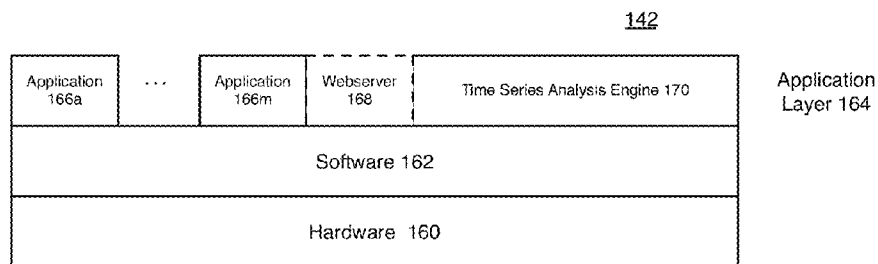 142
Application
166a
...
Application
166m
Webserver
168
Time Series Analysis Engine 170
Application
Layer 164
Software 162
Hardware 160